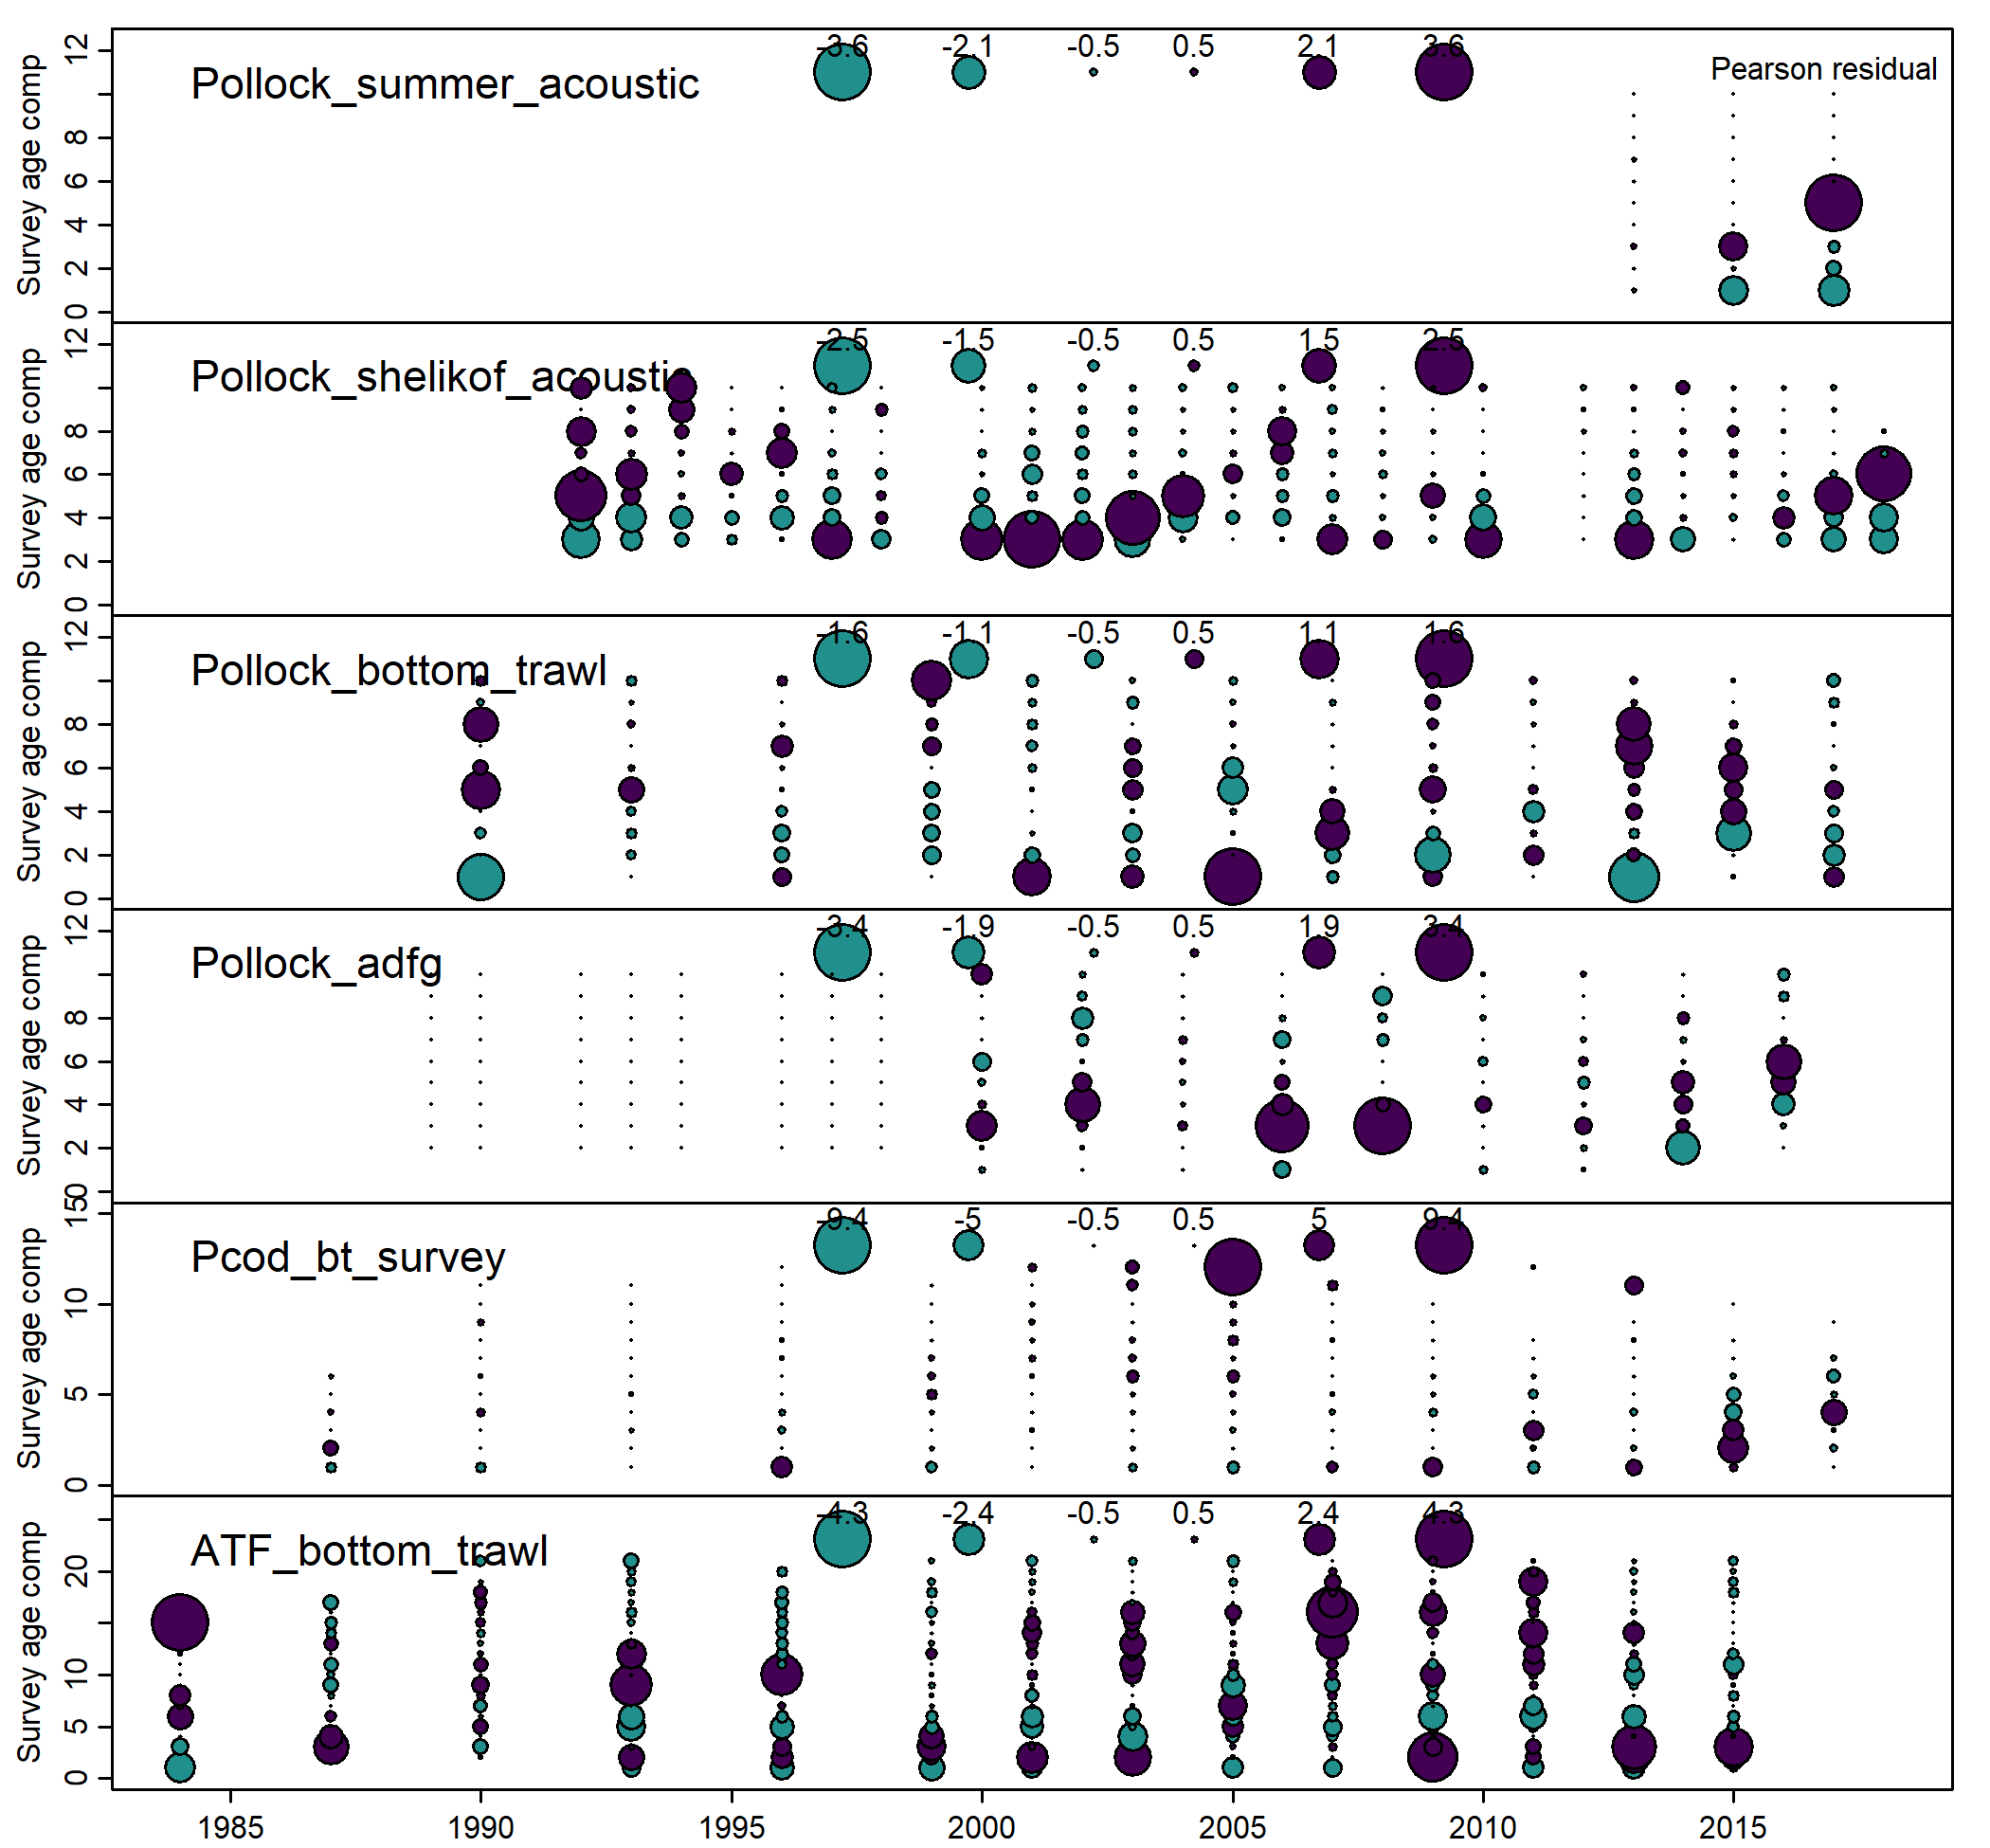 -3.6 -2.1 -0.5 0.5 2.1 3.6
Pollock_summer_acoustic
Pearson residual
Survey age comp
0 2 4 6 8 12
-2.5 -1.5 -0.5 0.5 1.5 2.5
Pollock_shelikof_acoustic
Survey age comp
0 2 4 6 8 12
-1.6 -1.1 -0.5 0.5 1.1 1.6
Pollock_bottom_trawl
Survey age comp
0 2 4 6 8 12
-3.4 -1.9 -0.5 0.5 1.9 3.4
Pollock_adfg
Survey age comp
0 2 4 6 8 12
-9.4 -5 -0.5 0.5 5 9.4
Pcod_bt_survey
Survey age comp
0 5 10 15
-4.3 -2.4 -0.5 0.5 2.4 4.3
ATF_bottom_trawl
Survey age comp
0 5 10 20
1985 1990 1995 2000 2005 2010 2015